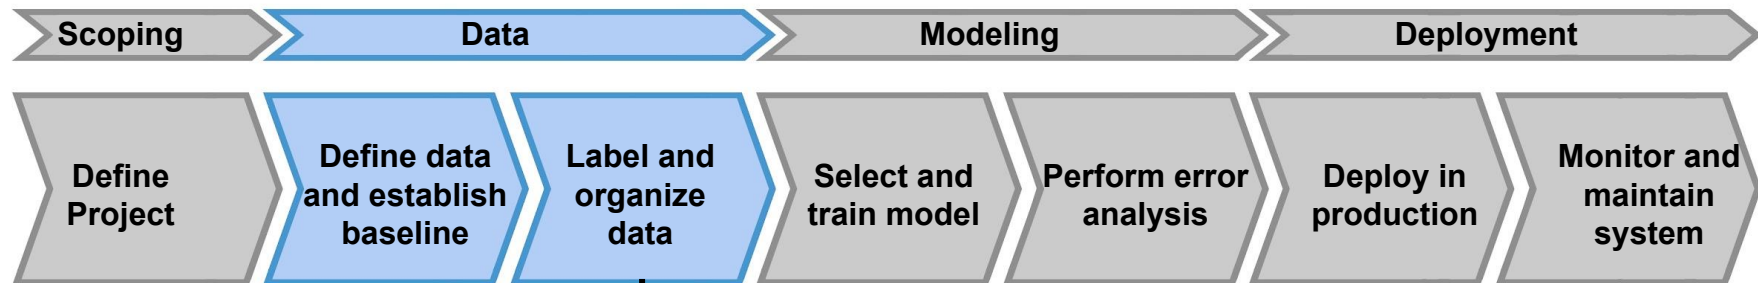 Scoping
Data
Modeling
Deployment
Define
Project
Define data
and establish
baseline
Label and
organize
data
Select and
train model
Perform error
analysis
Deploy in
production
Monitor and
maintain
system